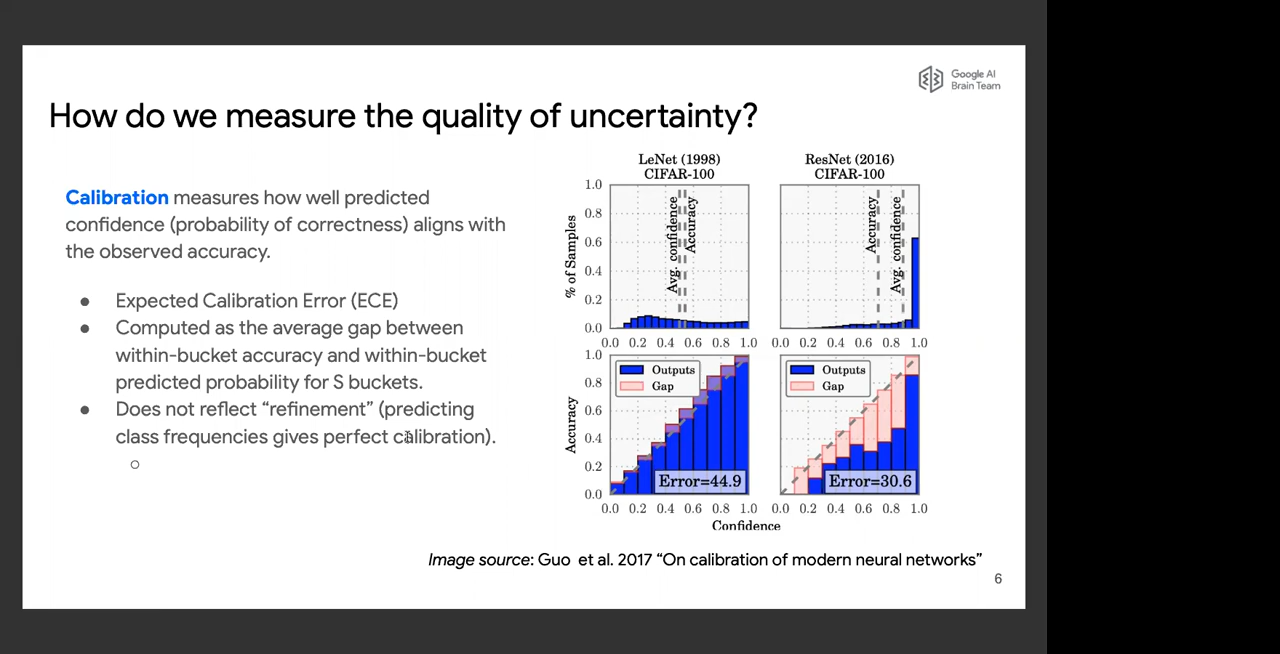 Google AI
Brain Team
How do we measure the quality of uncertainty?
Calibration measures how well predicted
confidence (probability of correctness) aligns with
the observed accuracy.
● Expected Calibration Error (ECE)
● Computed as the average gap between
within-bucket accuracy and within-bucket
predicted probability for S buckets.
● Does not reflect “refinement” (predicting
class frequencies gives perfect calibration).
○
LeNet (1998)
CIFAR-100
ResNet (2016)
CIFAR-100
% of Samples
1.0
0.8
0.6
0.4
0.2
0.0
Avg. confidence
Accuracy
Accuracy
Avg. confidence
0.0 0.2 0.4 0.6 0.8 1.0
0.0 0.2 0.4 0.6 0.8 1.0
Accuracy
1.0
0.8
0.6
0.4
0.2
0.0
Outputs
Gap
Error=44.9
Outputs
Gap
Error=30.6
0.0 0.2 0.4 0.6 0.8 1.0
0.0 0.2 0.4 0.6 0.8 1.0
Confidence
Image source: Guo et al. 2017 “On calibration of modern neural networks”
6